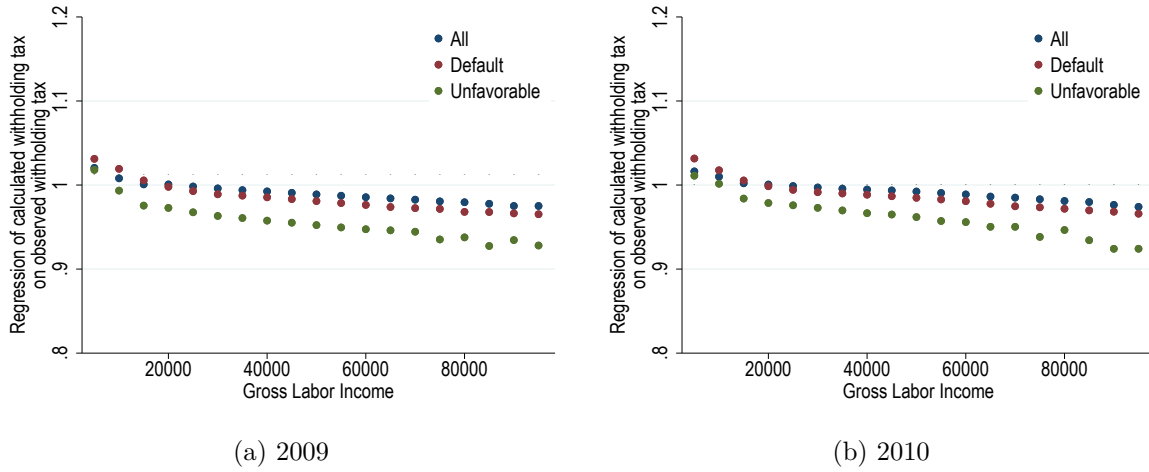 Regression of calculated withholding tax
on observed withholding tax
1.2
1.1
1
.9
.8
All
Default
Unfavorable
20000 40000 60000 80000
Gross Labor Income
(a) 2009
Regression of calculated withholding tax
on observed withholding tax
1.2
1.1
1
.9
.8
All
Default
Unfavorable
20000 40000 60000 80000
Gross Labor Income
(b) 2010